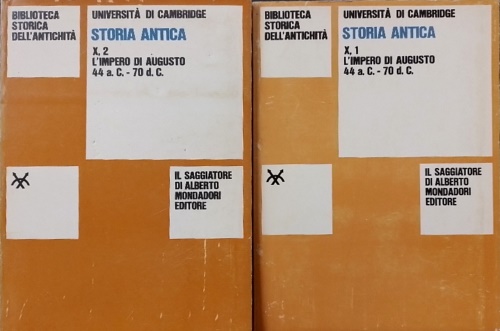 BIBLIOTECA
STORICA
DELL'ANTICHITÀ
UNIVERSITÀ DI CAMBRIDGE
STORIA ANTICA
X, 2
L'IMPERO DI AUGUSTO
44 a. C. - 70 d. C.
IL SAGGIATORE
DI ALBERTO
MONDADORI
EDITORE
BIBLIOTECA
STORICA
DELL'ANTICHITÀ
UNIVERSITÀ DI CAMBRIDGE
STORIA ANTICA
X, 1
L'IMPERO DI AUGUSTO
44 a. C. - 70 d. C.
IL SAGGIATORE
DI ALBERTO
MONDADORI
EDITORE